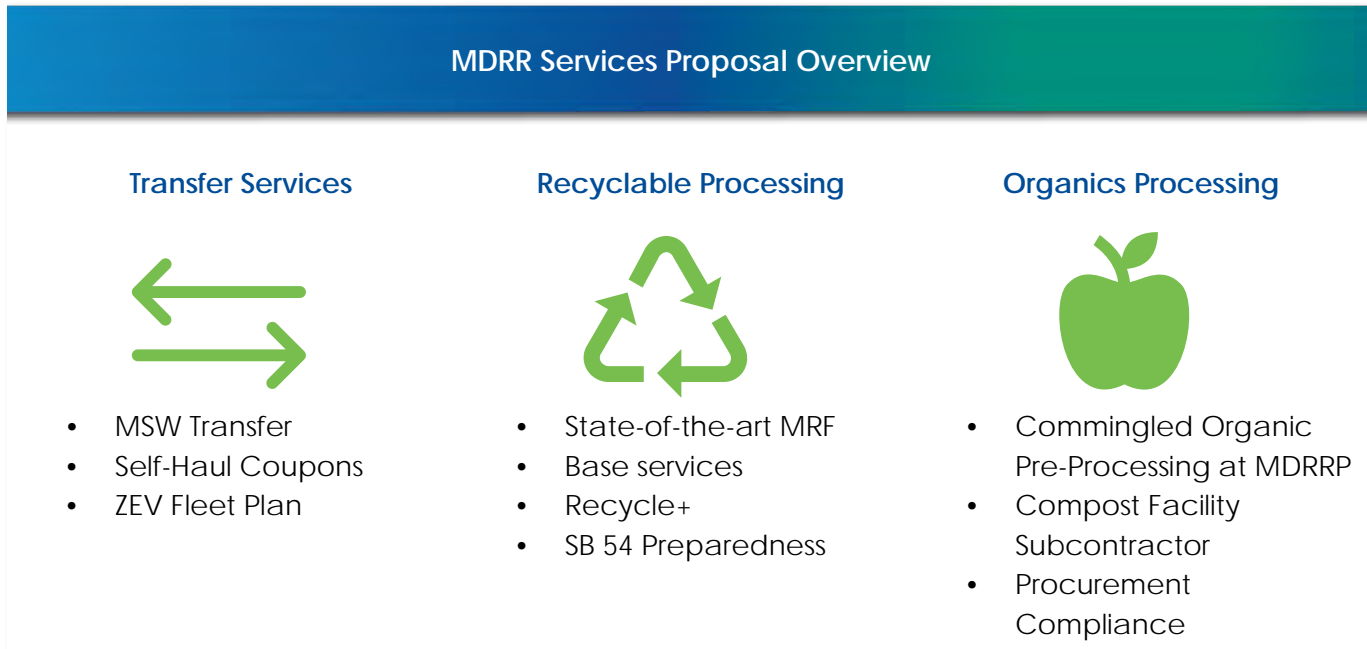 MDRR Services Proposal Overview
Transfer Services
• MSW Transfer
• Self-Haul Coupons
• ZEV Fleet Plan
Recyclable Processing
• State-of-the-art MRF
• Base services
• Recycle+
• SB 54 Preparedness
Organics Processing
• Commingled Organic
Pre-Processing at MDRRP
• Compost Facility
Subcontractor
• Procurement
Compliance